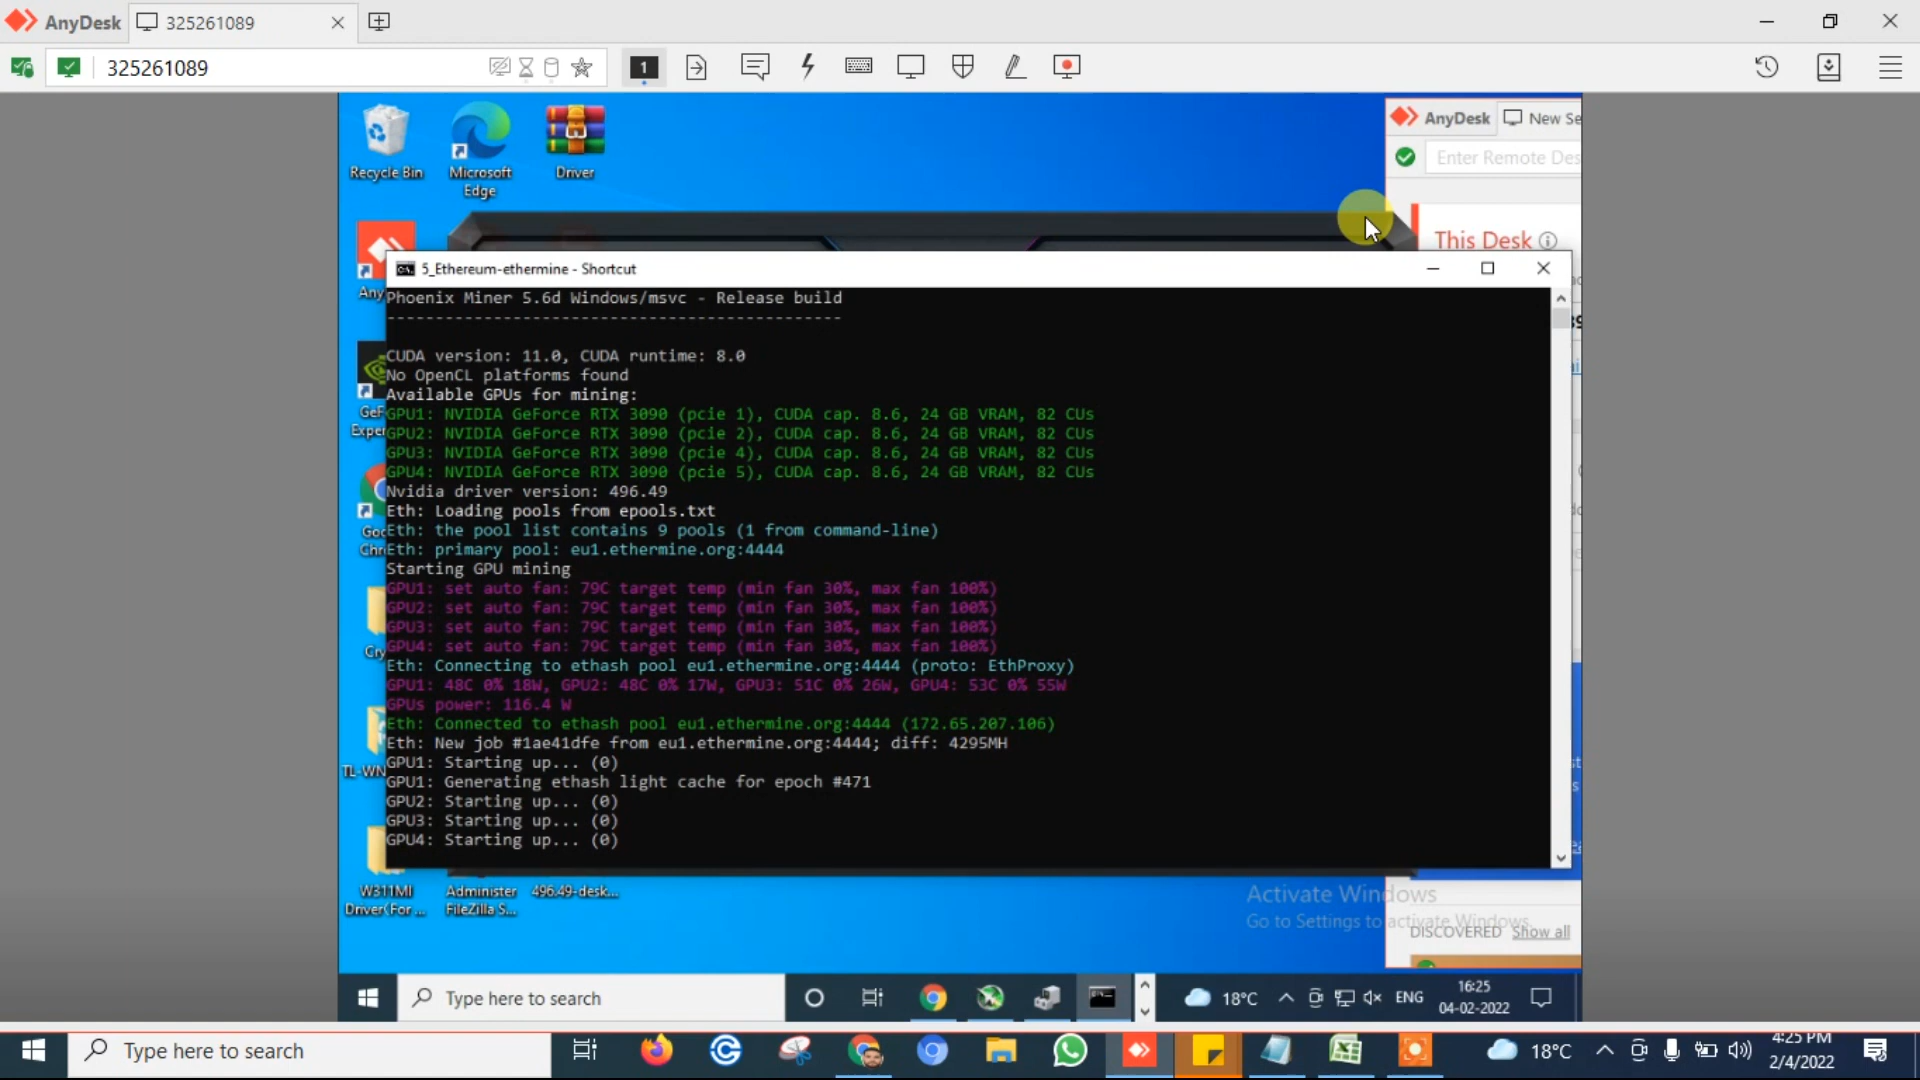 AnyDesk
325261089
325261089
1
Recycle Bin
Microsoft
Edge
Driver
AnyDesk
New Se
Enter Remote Des
This Desk
5_Ethereum-ethermine - Shortcut
Phoenix Miner 5.6d Windows/msvc - Release build
-----------------------------------------------
CUDA version: 11.0, CUDA runtime: 8.0
No OpenCL platforms found
Available GPUs for mining:
GPU1: NVIDIA GeForce RTX 3090 (pcie 1), CUDA cap. 8.6, 24 GB VRAM, 82 CUs
GPU2: NVIDIA GeForce RTX 3090 (pcie 2), CUDA cap. 8.6, 24 GB VRAM, 82 CUs
GPU3: NVIDIA GeForce RTX 3090 (pcie 4), CUDA cap. 8.6, 24 GB VRAM, 82 CUs
GPU4: NVIDIA GeForce RTX 3090 (pcie 5), CUDA cap. 8.6, 24 GB VRAM, 82 CUs
Nvidia driver version: 496.49
Eth: Loading pools from epools.txt
Eth: the pool list contains 9 pools (1 from command-line)
Eth: primary pool: eu1.ethermine.org:4444
Starting GPU mining
GPU1: set auto fan: 79C target temp (min fan 30%, max fan 100%)
GPU2: set auto fan: 79C target temp (min fan 30%, max fan 100%)
GPU3: set auto fan: 79C target temp (min fan 30%, max fan 100%)
GPU4: set auto fan: 79C target temp (min fan 30%, max fan 100%)
Eth: Connecting to ethash pool eu1.ethermine.org:4444 (proto: EthProxy)
GPU1: 48C 0% 18W, GPU2: 48C 0% 17W, GPU3: 51C 0% 26W, GPU4: 53C 0% 55W
GPUs power: 116.4 W
Eth: Connected to ethash pool eu1.ethermine.org:4444 (172.65.207.106)
Eth: New job #1ae41dfe from eu1.ethermine.org:4444; diff: 4295MH
GPU1: Starting up... (0)
GPU1: Generating ethash light cache for epoch #471
GPU2: Starting up... (0)
GPU3: Starting up... (0)
GPU4: Starting up... (0)
Any
GeF
Exper
Goo
Chr
Cry
TL-WN
W311MI
Driver(For ...
Administer
FileZilla S...
496.49-desk...
Activate Windows
Go to Settings to activate Windows.
DISCOVERED Show all
Type here to search
18°C
ENG
16:25
04-02-2022
Type here to search
18°C
4:25 PM
2/4/2022